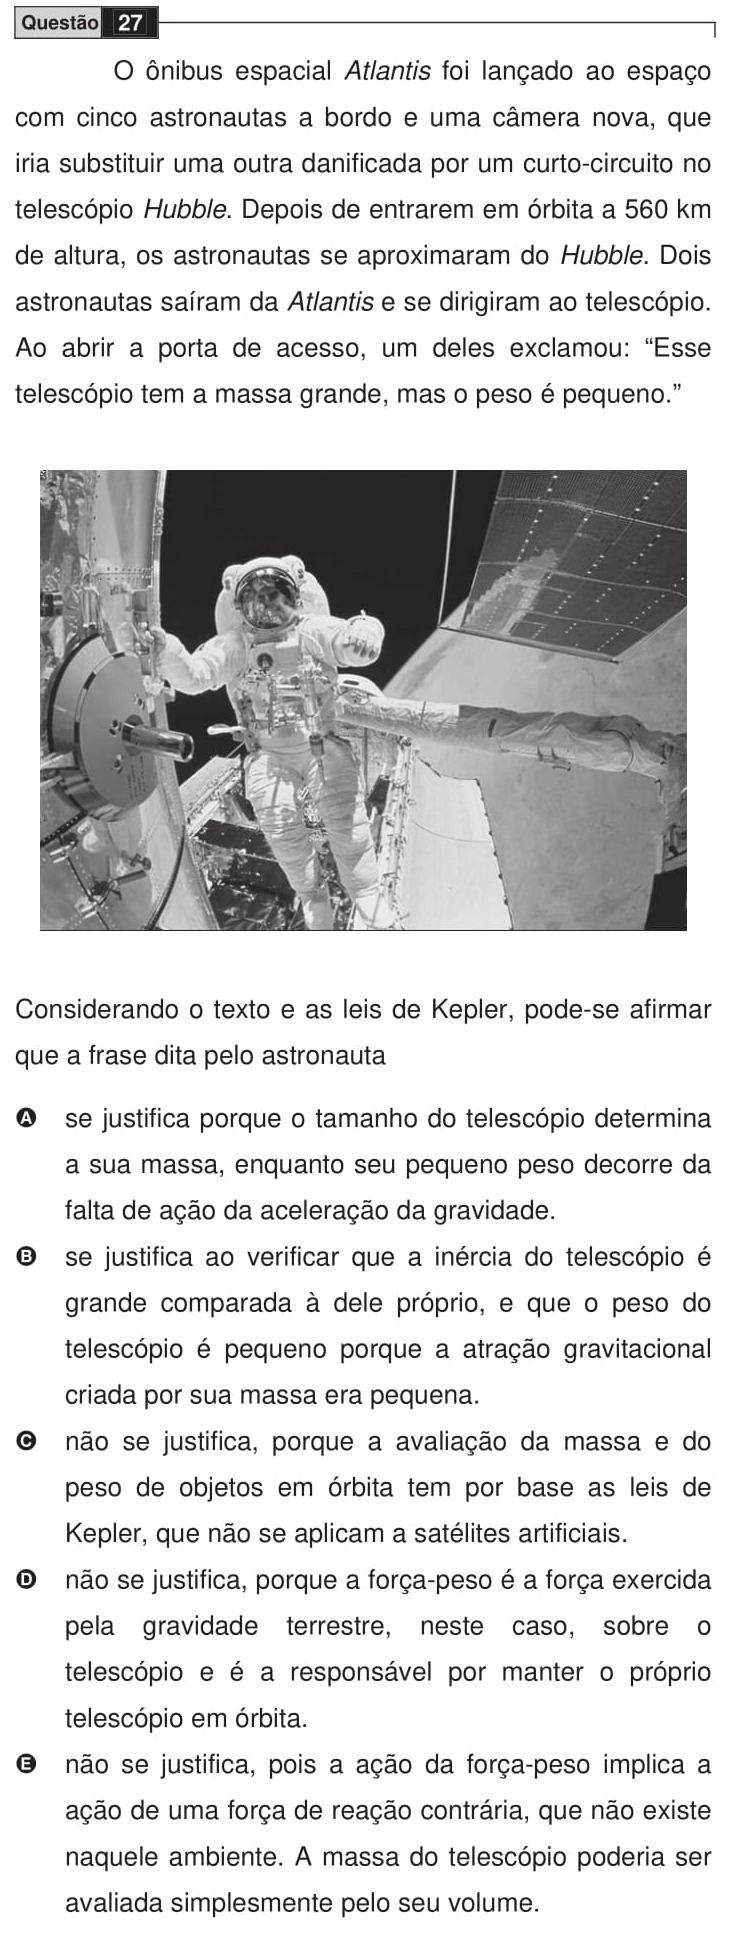 Questão 27
O ônibus espacial Atlantis foi lançado ao espaço
com cinco astronautas a bordo e uma câmera nova, que
iria substituir uma outra danificada por um curto-circuito no
telescópio Hubble. Depois de entrarem em órbita a 560 km
de altura, os astronautas se aproximaram do Hubble. Dois
astronautas saíram da Atlantis e se dirigiram ao telescópio.
Ao abrir a porta de acesso, um deles exclamou: “Esse
telescópio tem a massa grande, mas o peso é pequeno.”
Considerando o texto e as leis de Kepler, pode-se afirmar
que a frase dita pelo astronauta
A se justifica porque o tamanho do telescópio determina
a sua massa, enquanto seu pequeno peso decorre da
falta de ação da aceleração da gravidade.
B se justifica ao verificar que a inércia do telescópio é
grande comparada à dele próprio, e que o peso do
telescópio é pequeno porque a atração gravitacional
criada por sua massa era pequena.
C não se justifica, porque a avaliação da massa e do
peso de objetos em órbita tem por base as leis de
Kepler, que não se aplicam a satélites artificiais.
D não se justifica, porque a força-peso é a força exercida
pela gravidade terrestre, neste caso, sobre o
telescópio e é a responsável por manter o próprio
telescópio em órbita.
E não se justifica, pois a ação da força-peso implica a
ação de uma força de reação contrária, que não existe
naquele ambiente. A massa do telescópio poderia ser
avaliada simplesmente pelo seu volume.